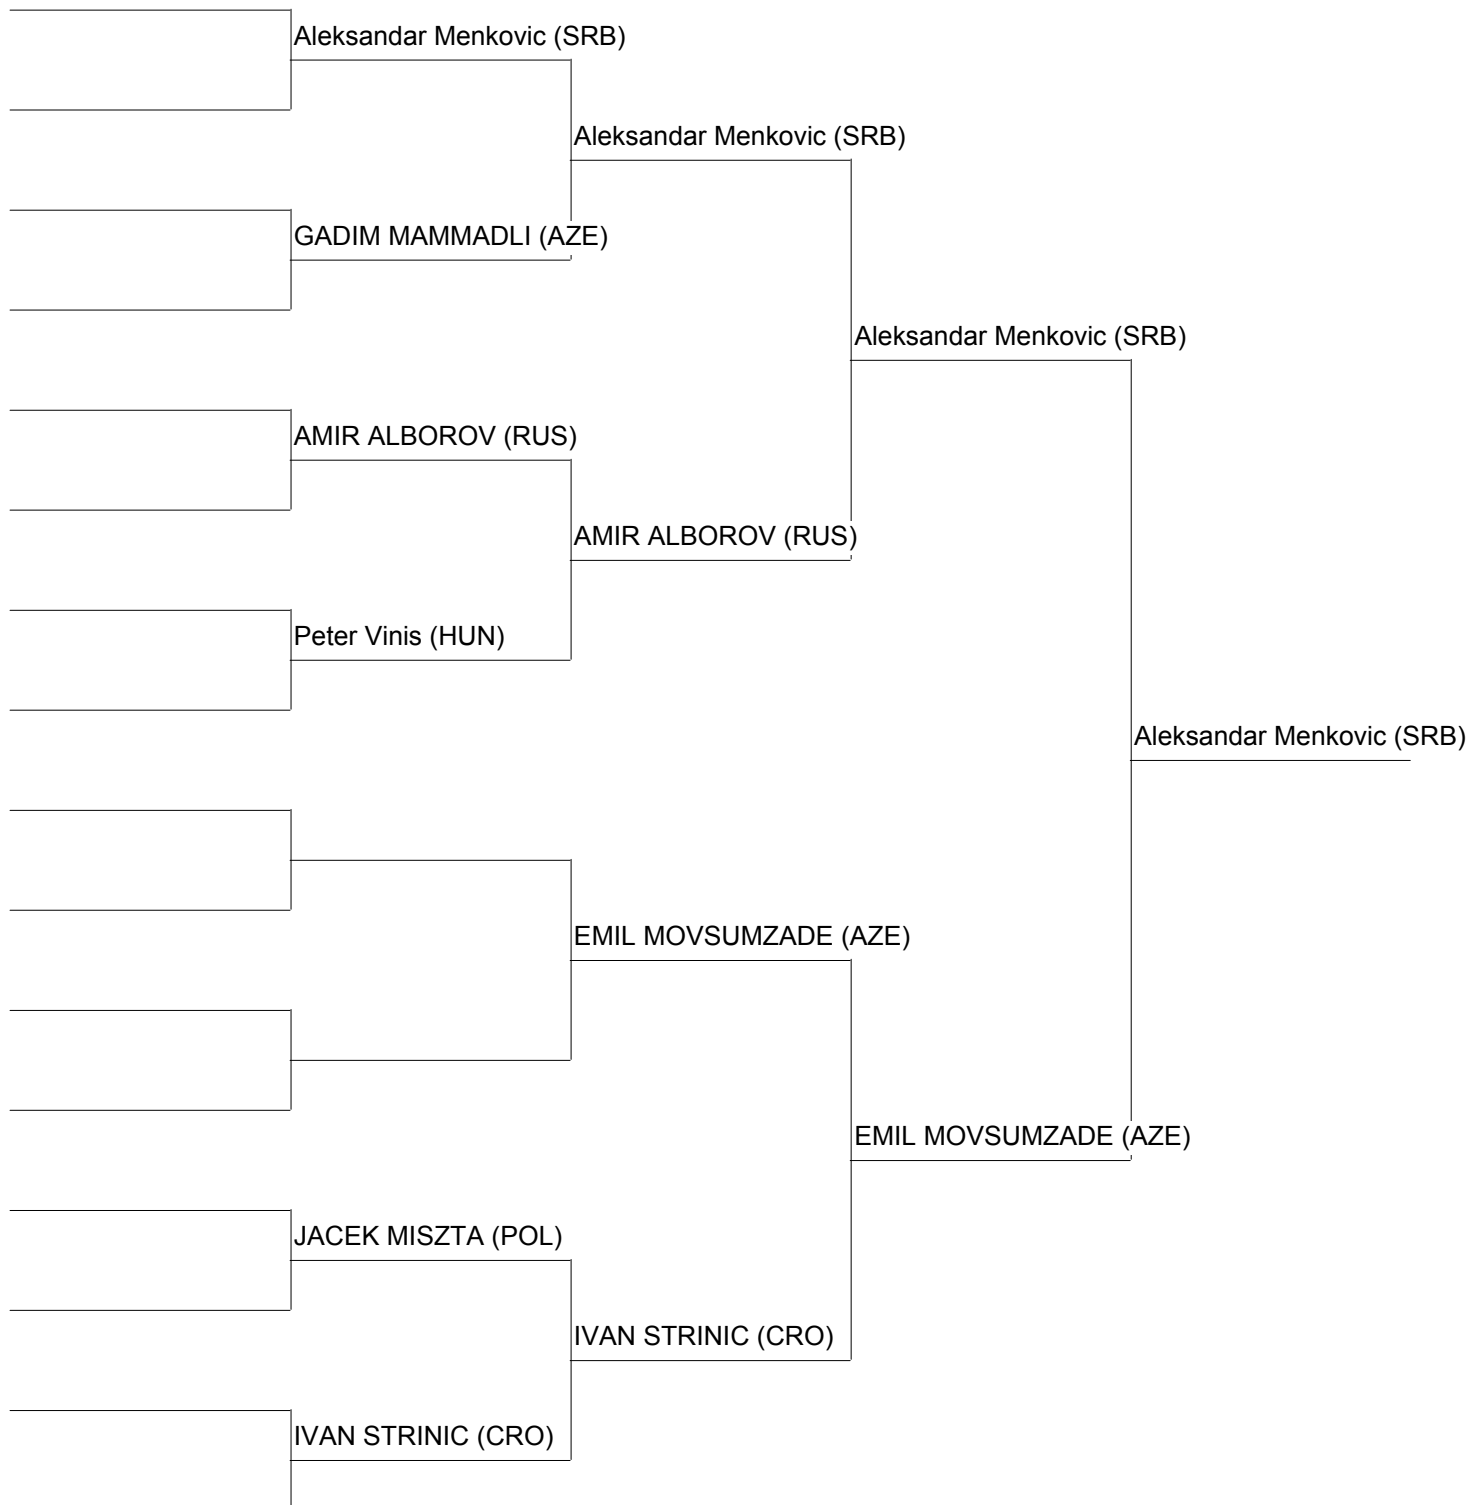 Aleksandar Menkovic (SRB)
Aleksandar Menkovic (SRB)
GADIM MAMMADLI (AZE)
Aleksandar Menkovic (SRB)
AMIR ALBOROV (RUS)
AMIR ALBOROV (RUS)
Peter Vinis (HUN)
Aleksandar Menkovic (SRB)
EMIL MOVSUMZADE (AZE)
EMIL MOVSUMZADE (AZE)
JACEK MISZTA (POL)
IVAN STRINIC (CRO)
IVAN STRINIC (CRO)